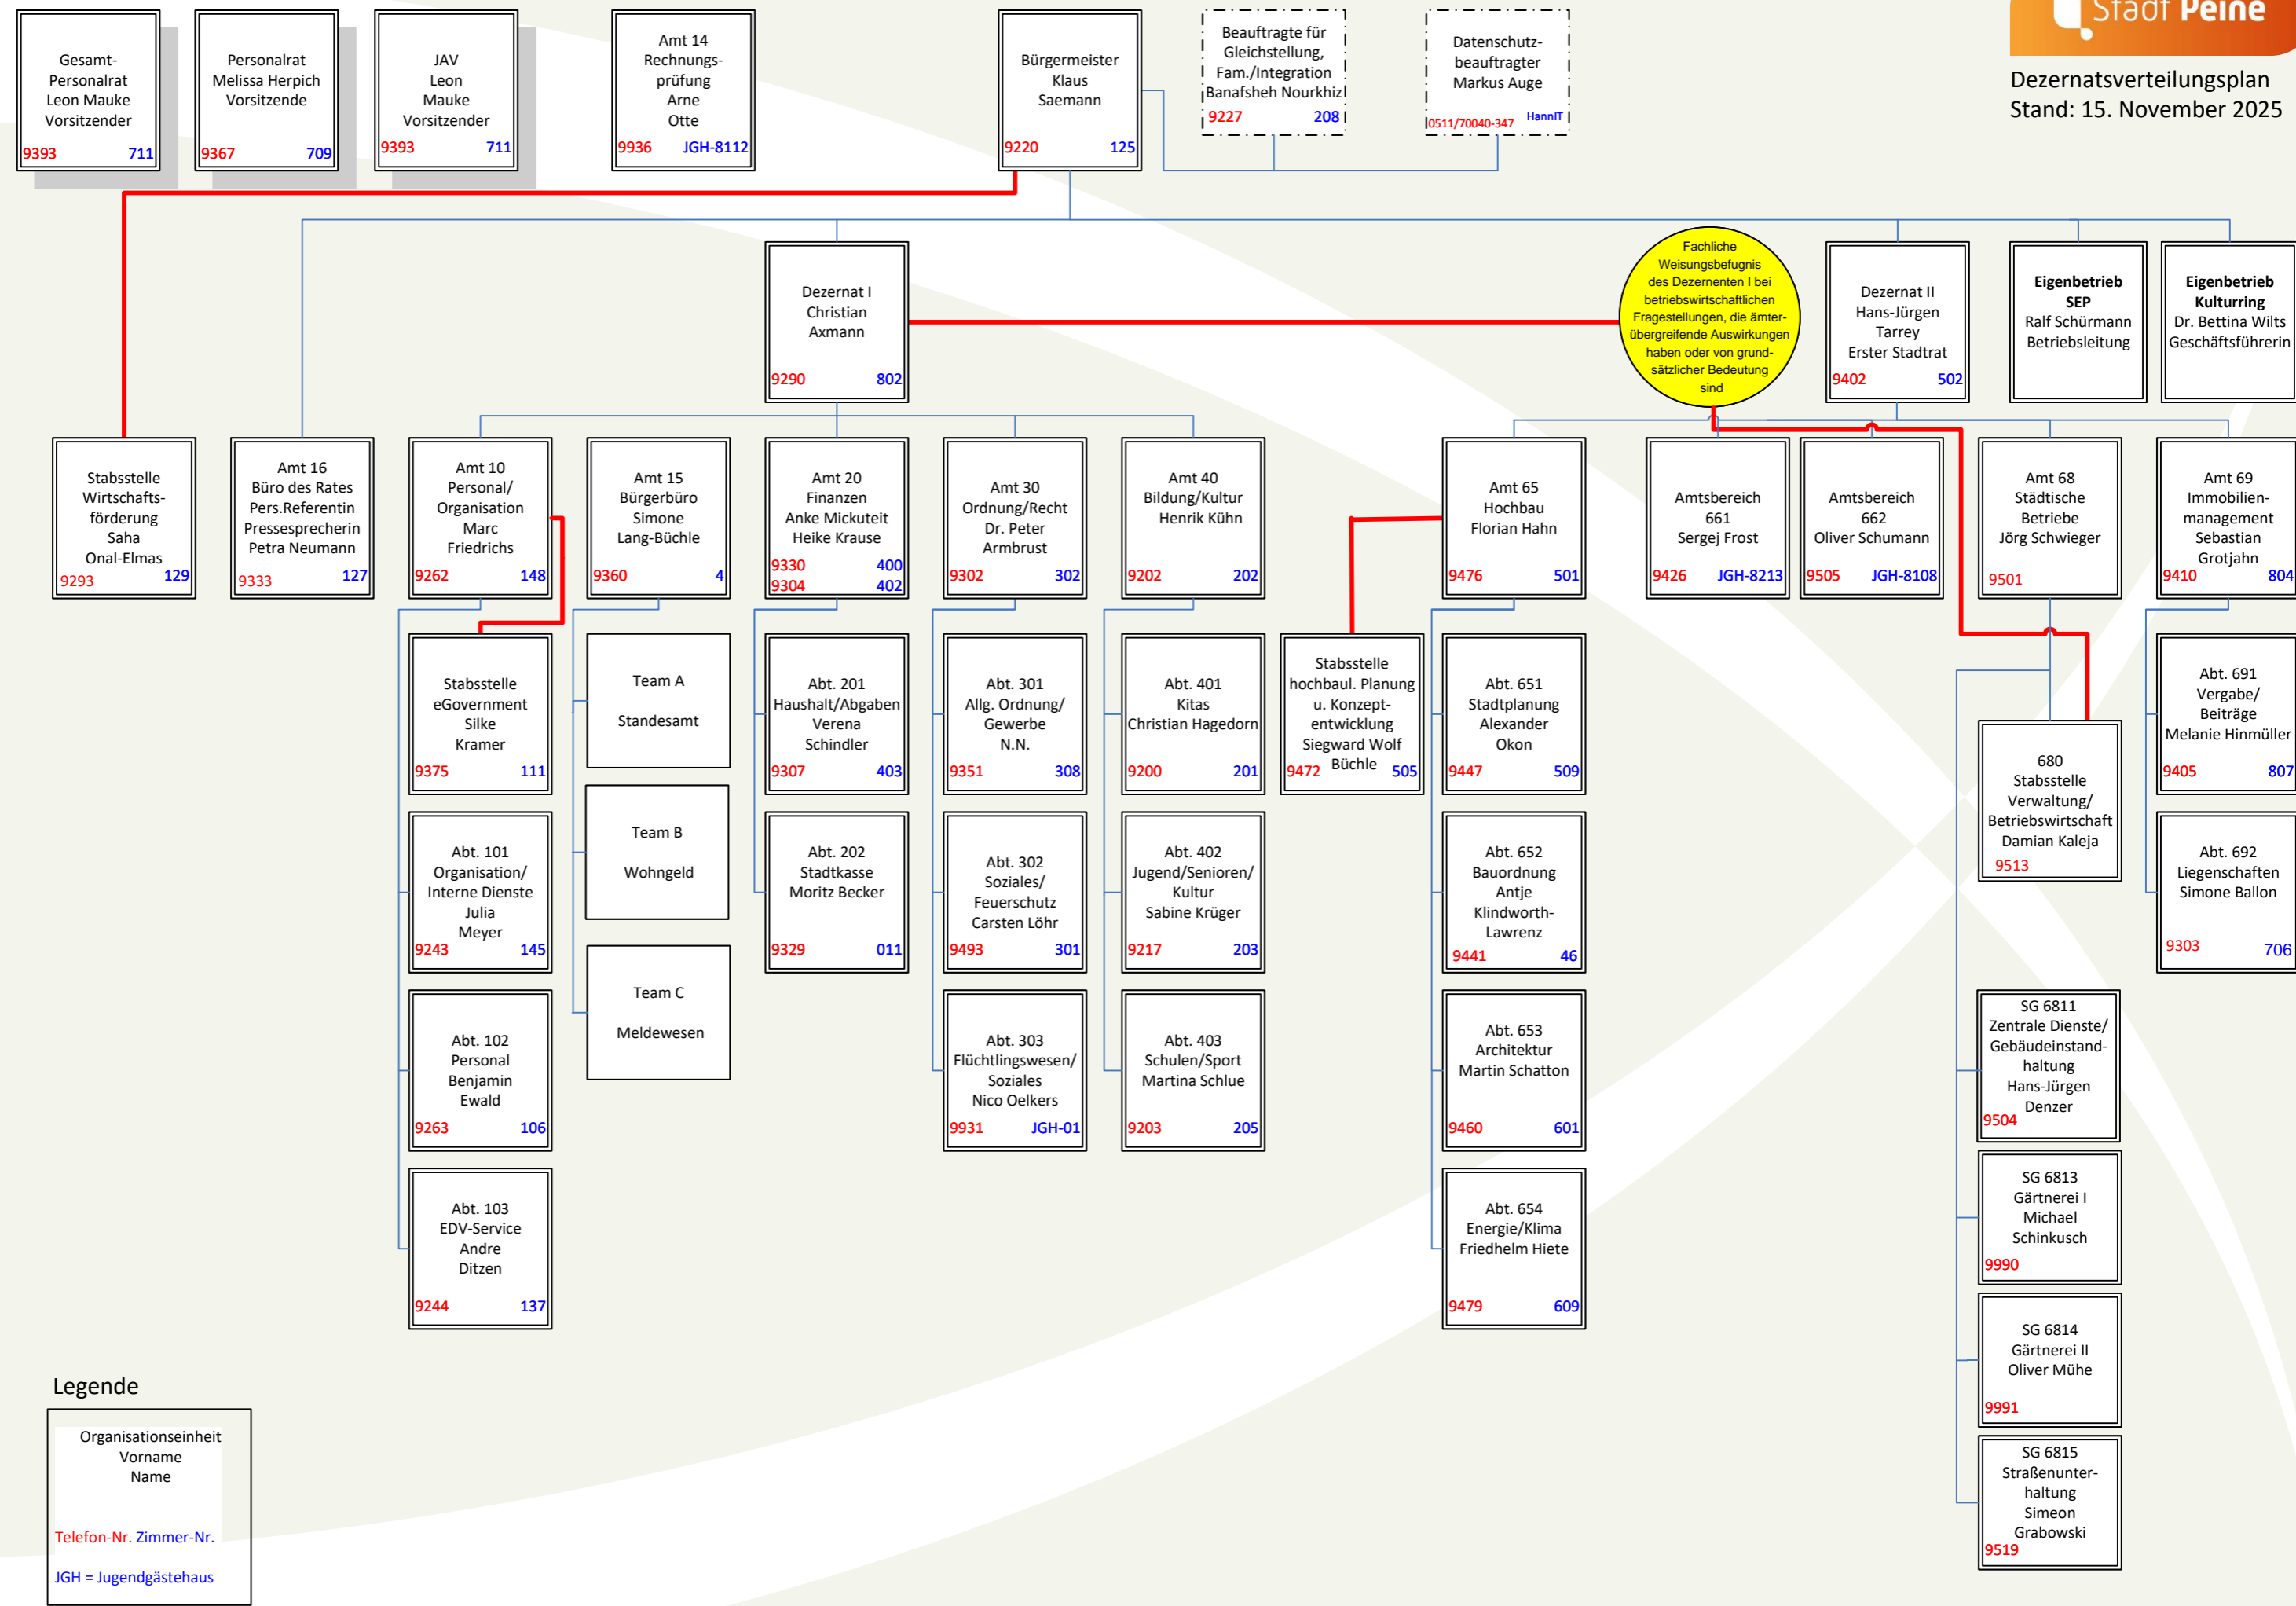 Gesamt-
Personalrat
Leon Mauke
Vorsitzender
9393 711
Personalrat
Melissa Herpich
Vorsitzende
9367 709
JAV
Leon
Mauke
Vorsitzender
9393 711
Amt 14
Rechnungs-
prüfung
Arne
Otte
9936 JGH-8112
Bürgermeister
Klaus
Saemann
9220 125
Beauftragte für
Gleichstellung,
Fam./Integration
Banafsheh Nourkhiz
9227 208
Datenschutz-
beauftragter
Markus Auge
0511/70040-347 HannIT
Stadt Peine
Dezernatsverteilungsplan
Stand: 15. November 2025
Dezernat I
Christian
Axmann
9290 802
Fachliche
Weisungsbefugnis
des Dezernenten I bei
betriebswirtschaftlichen
Fragestellungen, die ämter-
übergreifende Auswirkungen
haben oder von grund-
sätzlicher Bedeutung
sind
Dezernat II
Hans-Jürgen
Tarrey
Erster Stadtrat
9402 502
Eigenbetrieb
SEP
Ralf Schürmann
Betriebsleitung
Eigenbetrieb
Kulturring
Dr. Bettina Wilts
Geschäftsführerin
Stabsstelle
Wirtschafts-
förderung
Saha
Onal-Elmas
9293 129
Amt 16
Büro des Rates
Pers.Referentin
Pressesprecherin
Petra Neumann
9333 127
Amt 10
Personal/
Organisation
Marc
Friedrichs
9262 148
Amt 15
Bürgerbüro
Simone
Lang-Büchle
9360 4
Amt 20
Finanzen
Anke Mickuteit
Heike Krause
9330 400
9304 402
Amt 30
Ordnung/Recht
Dr. Peter
Armbrust
9302 302
Amt 40
Bildung/Kultur
Henrik Kühn
9202 202
Amt 65
Hochbau
Florian Hahn
9476 501
Amtsbereich
661
Sergej Frost
9426 JGH-8213
Amtsbereich
662
Oliver Schumann
9505 JGH-8108
Amt 68
Städtische
Betriebe
Jörg Schwieger
9501
Amt 69
Immobilien-
management
Sebastian
Grotjahn
9410 804
Stabsstelle
eGovernment
Silke
Kramer
9375 111
Team A
Standesamt
Abt. 201
Haushalt/Abgaben
Verena
Schindler
9307 403
Abt. 301
Allg. Ordnung/
Gewerbe
N.N.
9351 308
Abt. 401
Kitas
Christian Hagedorn
9200 201
Stabsstelle
hochbaul. Planung
u. Konzept-
entwicklung
Siegward Wolf
Büchle
9472 505
Abt. 651
Stadtplanung
Alexander
Okon
9447 509
680
Stabsstelle
Verwaltung/
Betriebswirtschaft
Damian Kaleja
9513
Abt. 691
Vergabe/
Beiträge
Melanie Hinmüller
9405 807
Abt. 101
Organisation/
Interne Dienste
Julia
Meyer
9243 145
Team B
Wohngeld
Abt. 202
Stadtkasse
Moritz Becker
9329 011
Abt. 302
Soziales/
Feuerschutz
Carsten Löhr
9493 301
Abt. 402
Jugend/Senioren/
Kultur
Sabine Krüger
9217 203
Abt. 652
Bauordnung
Antje
Klindworth-
Lawrenz
9441 46
Abt. 692
Liegenschaften
Simone Ballon
9303 706
Team C
Meldewesen
Abt. 102
Personal
Benjamin
Ewald
9263 106
Abt. 303
Flüchtlingswesen/
Soziales
Nico Oelkers
9931 JGH-01
Abt. 403
Schulen/Sport
Martina Schlue
9203 205
Abt. 653
Architektur
Martin Schatton
9460 601
SG 6811
Zentrale Dienste/
Gebäudeinstand-
haltung
Hans-Jürgen
Denzer
9504
Abt. 103
EDV-Service
Andre
Ditzen
9244 137
Abt. 654
Energie/Klima
Friedhelm Hiete
9479 609
SG 6813
Gärtnerei I
Michael
Schinkusch
9990
SG 6814
Gärtnerei II
Oliver Mühe
9991
SG 6815
Straßenunter-
haltung
Simeon
Grabowski
9519
Legende
Organisationseinheit
Vorname
Name
Telefon-Nr. Zimmer-Nr.
JGH = Jugendgästehaus